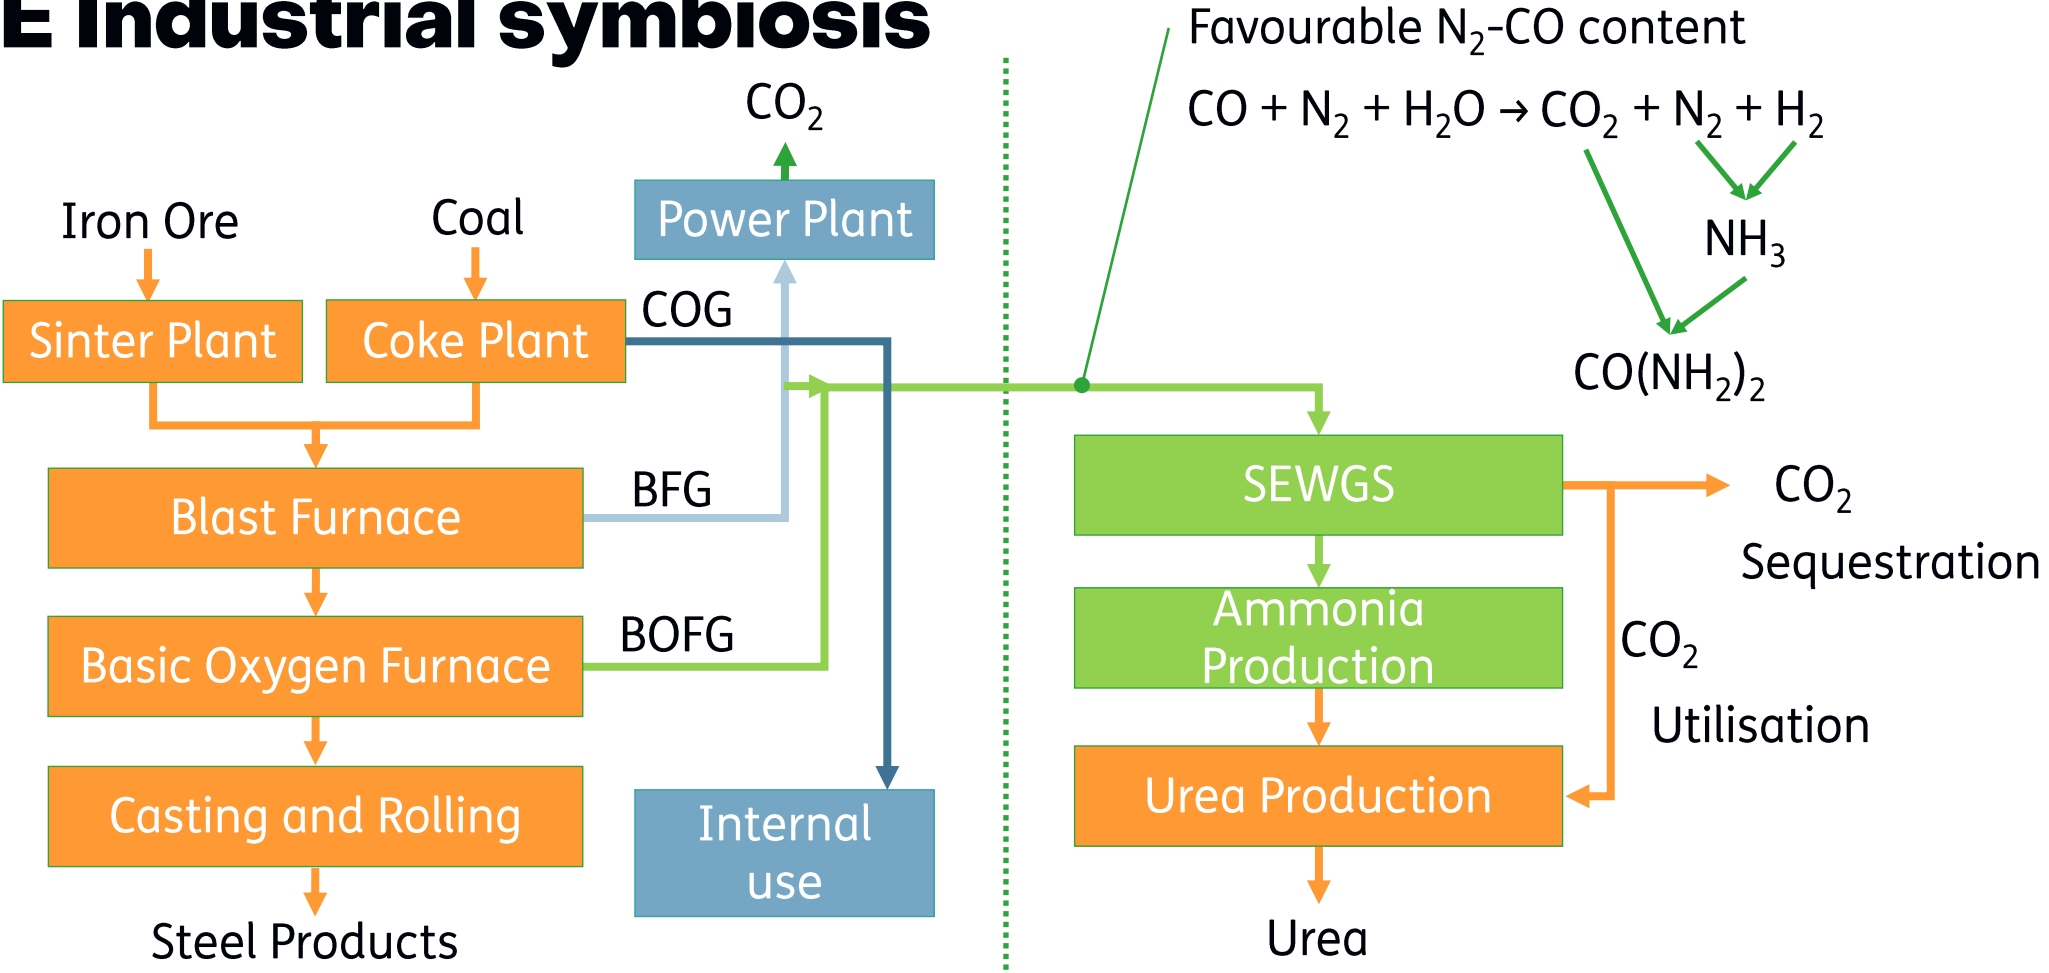 E Industrial symbiosis
CO₂
Power Plant
Iron Ore
Coal
Sinter Plant
Coke Plant
COG
Blast Furnace
BFG
Basic Oxygen Furnace
BOFG
Casting and Rolling
Internal
use
Steel Products
Favourable N₂-CO content
CO + N₂ + H₂O → CO₂ + N₂ + H₂
NH₃
CO(NH₂)₂
SEWGS
CO₂
Sequestration
Ammonia
Production
CO₂
Utilisation
Urea Production
Urea